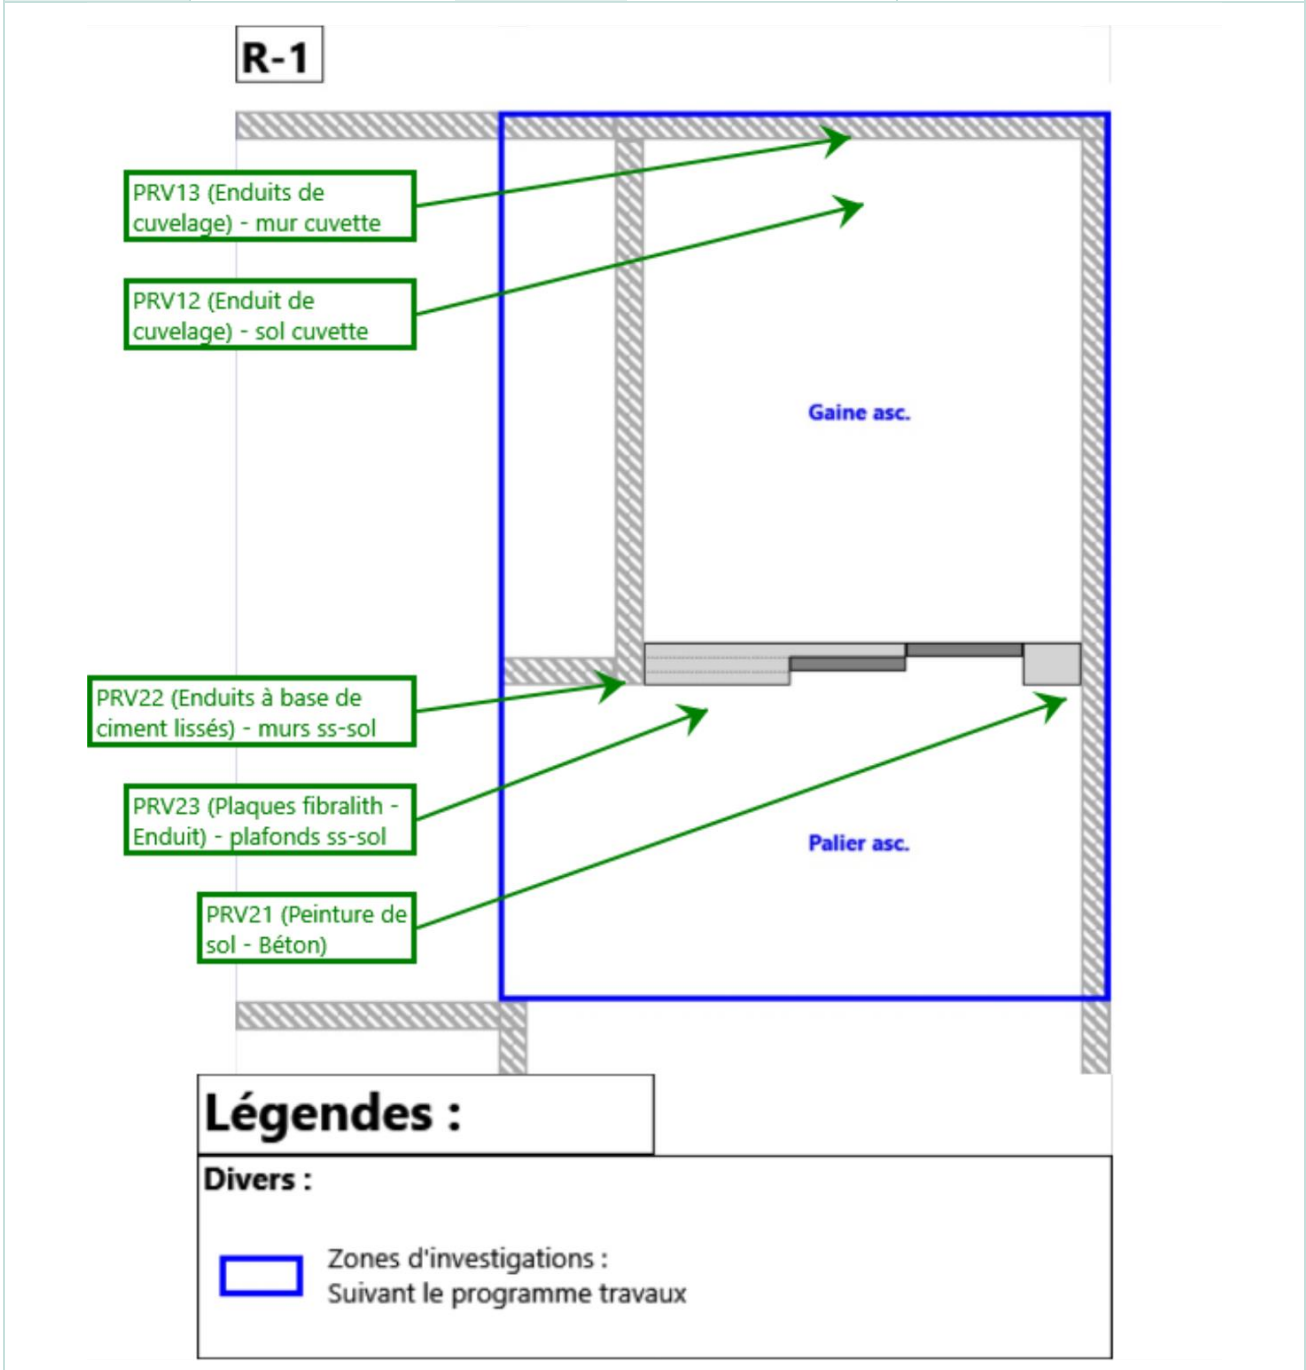 R-1
PRV13 (Enduits de
cuvelage) - mur cuvette
PRV12 (Enduit de
cuvelage) - sol cuvette
Gaine asc.
PRV22 (Enduits à base de
ciment lissés) - murs ss-sol
PRV23 (Plaques fibralith -
Enduit) - plafonds ss-sol
Palier asc.
PRV21 (Peinture de
sol - Béton)
Légendes :
Divers :
Zones d'investigations :
Suivant le programme travaux